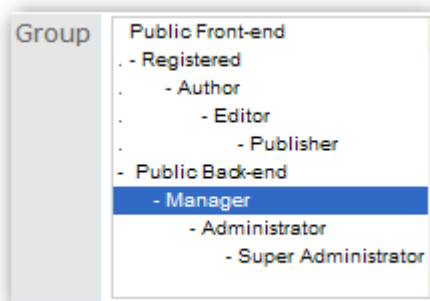 Group
Public Front-end
. - Registered
. - Author
. - Editor
. - Publisher
- Public Back-end
- Manager
- Administrator
- Super Administrator